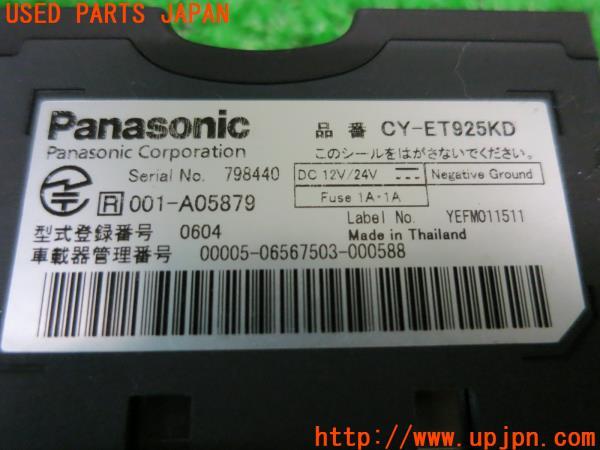 USED PARTS JAPAN
Panasonic 品番 CY-ET925KD
Panasonic Corporation このシールをはがさないでください。
Serial No. 798440 DC 12V/24V Negative Ground
Fuse 1A・1A
R 001-A05879
Label No. YEFM011511
型式登録番号 0604 Made in Thailand
車載器管理番号 00005-06567503-000588
UPJ http://www.upjpn.com/